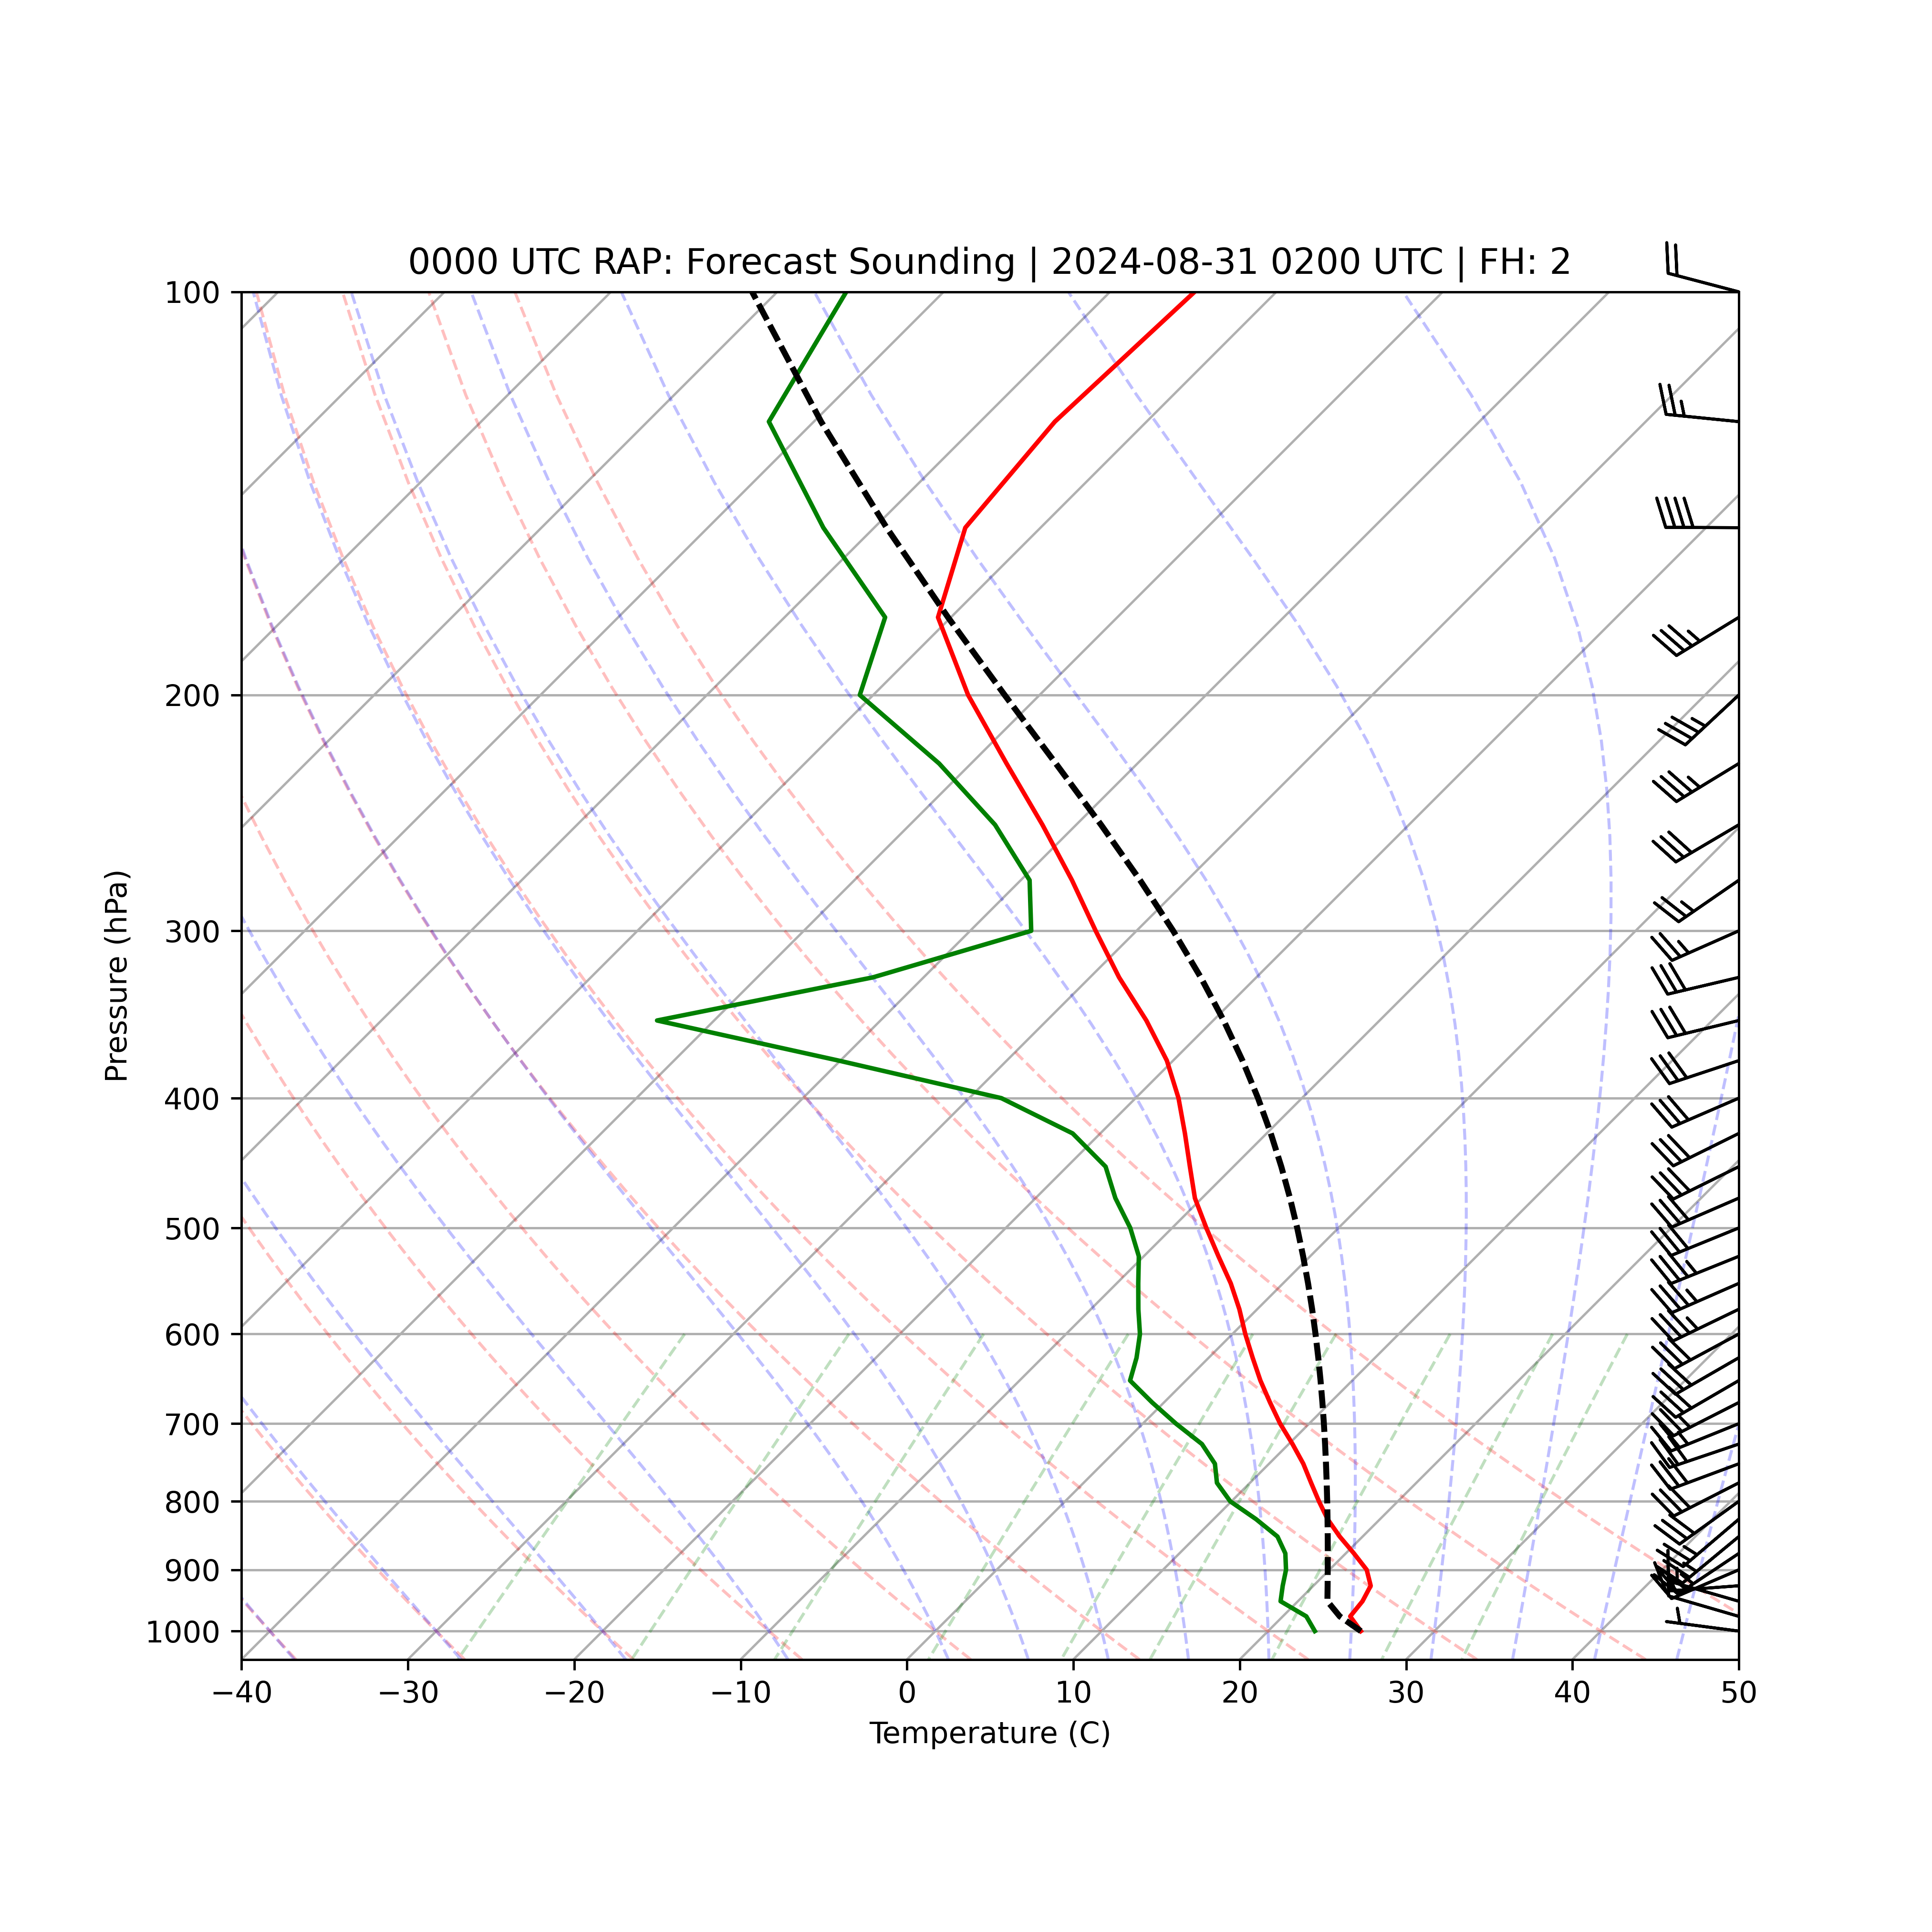 0000 UTC RAP: Forecast Sounding | 2024-08-31 0200 UTC | FH: 2
100
200
300
400
500
600
700
800
900
1000
Pressure (hPa)
−40 −30 −20 −10 0 10 20 30 40 50
Temperature (C)